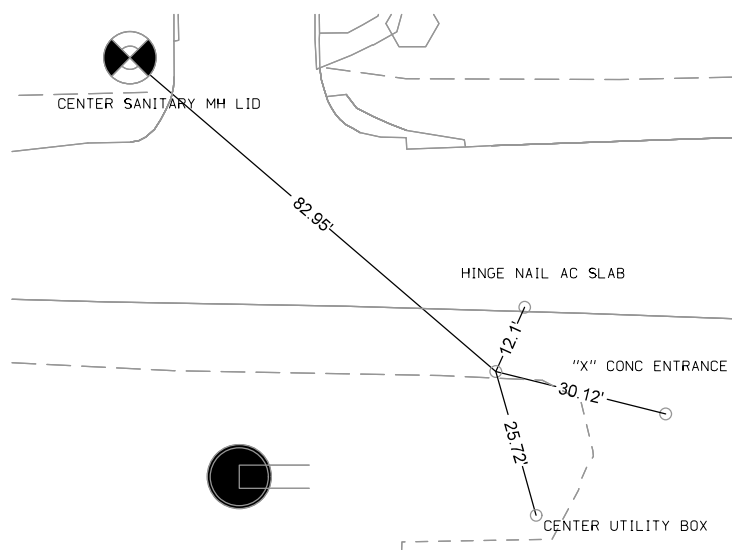 CENTER SANITARY MH LID
82.95'
HINGE NAIL AC SLAB
12.1'
"X" CONC ENTRANCE
30.12'
25.72'
CENTER UTILITY BOX